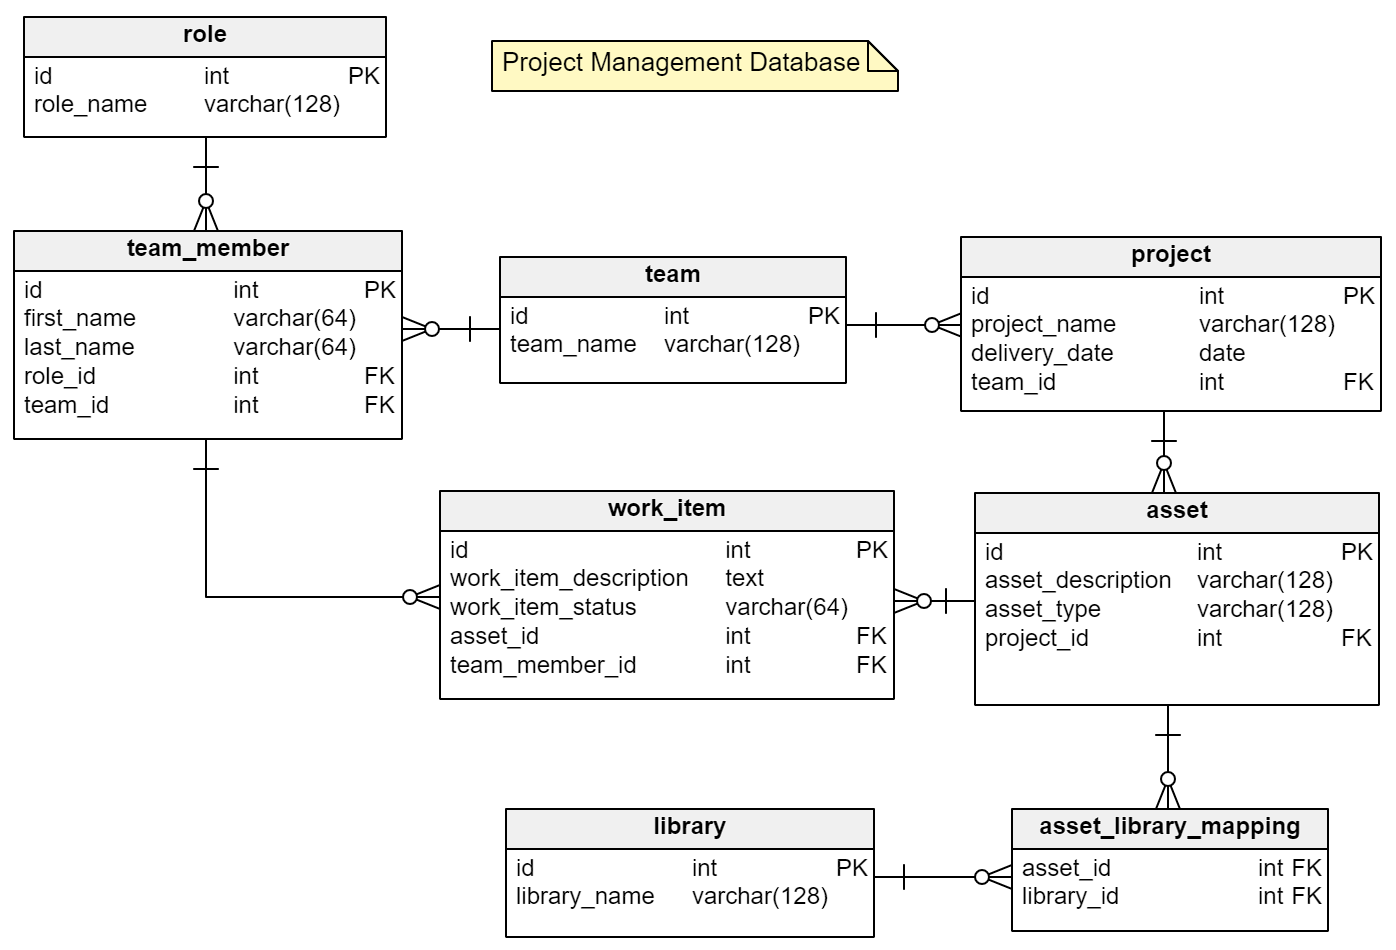 role
id int PK
role_name varchar(128)
Project Management Database
team_member
id int PK
first_name varchar(64)
last_name varchar(64)
role_id int FK
team_id int FK
team
id int PK
team_name varchar(128)
project
id int PK
project_name varchar(128)
delivery_date date
team_id int FK
work_item
id int PK
work_item_description text
work_item_status varchar(64)
asset_id int FK
team_member_id int FK
asset
id int PK
asset_description varchar(128)
asset_type varchar(128)
project_id int FK
library
id int PK
library_name varchar(128)
asset_library_mapping
asset_id int FK
library_id int FK